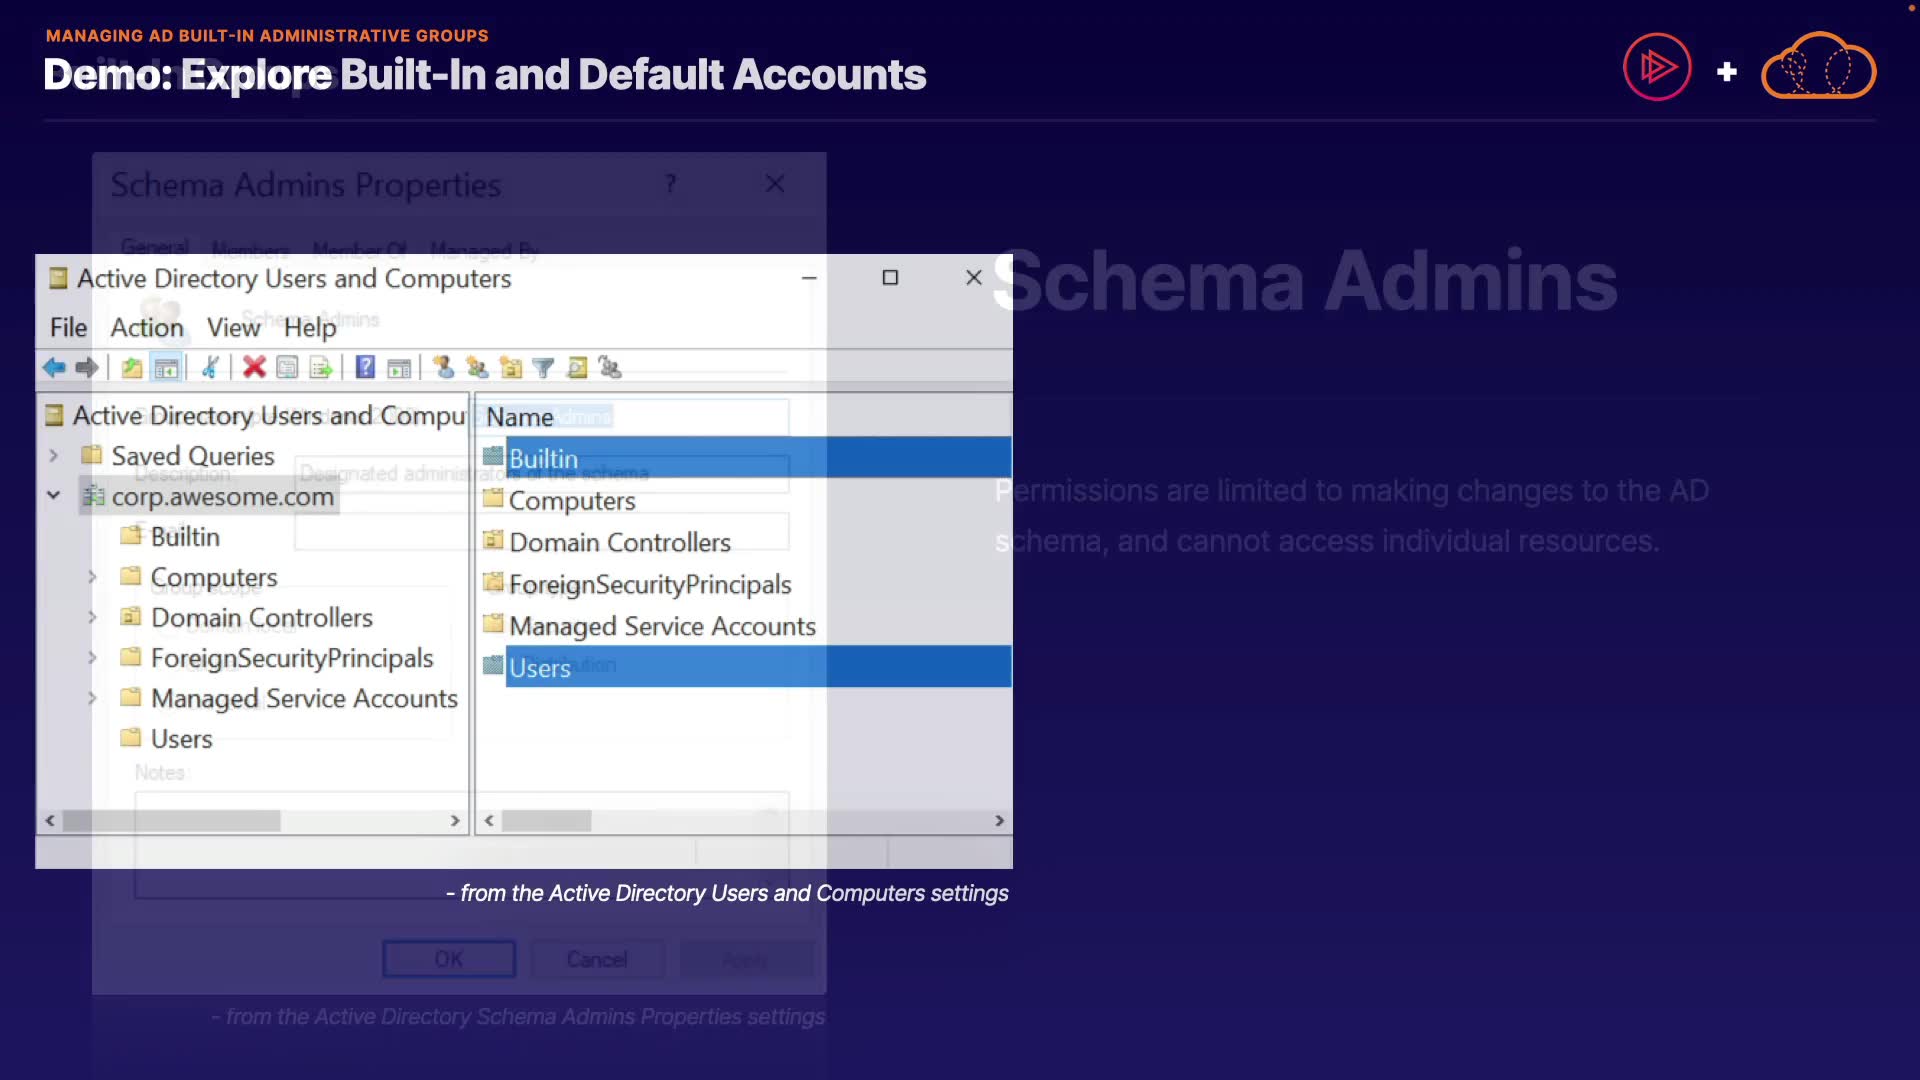 MANAGING AD BUILT-IN ADMINISTRATIVE GROUPS
Demo: Explore Built-In and Default Accounts
Schema Admins Properties
?
General Members Member Of Managed By
Active Directory Users and Computers
Schema Admins
File Action View Help
Schema Admins
Active Directory Users and Compu
Name
Admins
Saved Queries
Description:
Designated administrators of the schema
corp.awesome.com
Builtin
Computers
Group scope
Domain Controllers
ForeignSecurityPrincipals
Managed Service Accounts
Users
Builtin
Computers
Domain Controllers
ForeignSecurityPrincipals
Managed Service Accounts
Users
Notes:
Permissions are limited to making changes to the AD
schema, and cannot access individual resources.
- from the Active Directory Users and Computers settings
OK Cancel Apply
- from the Active Directory Schema Admins Properties settings